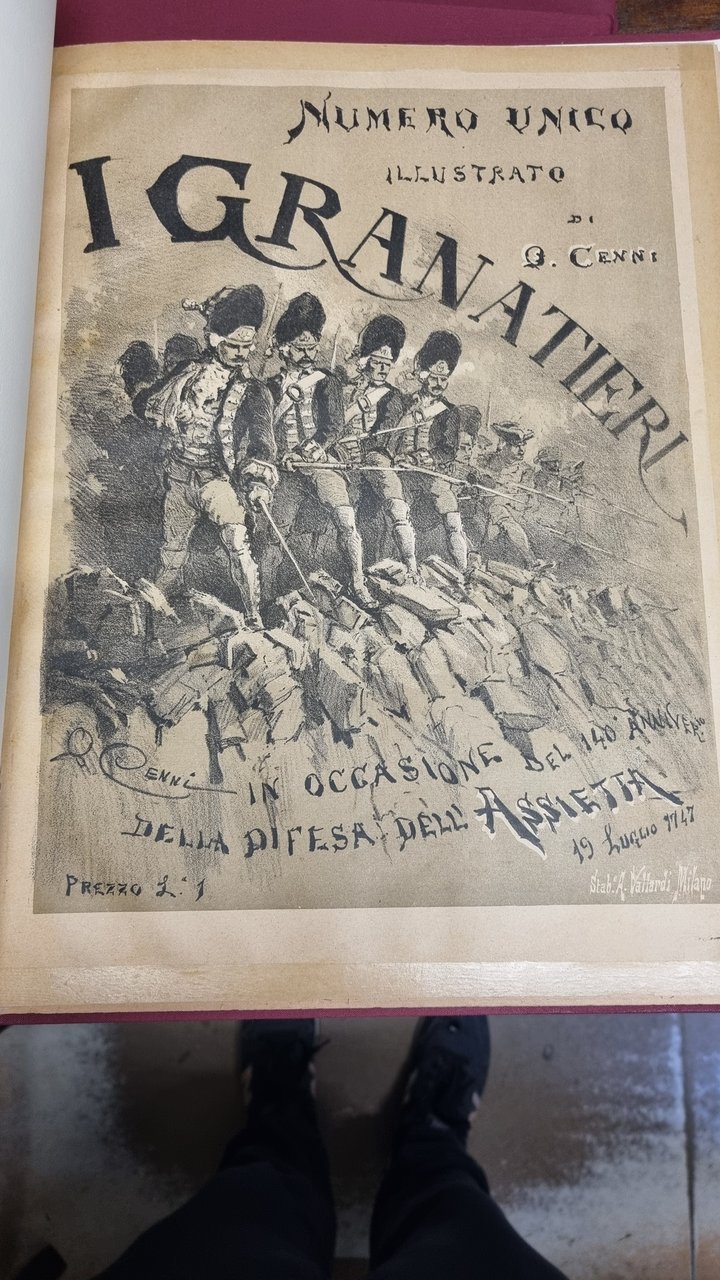 NUMERO UNICO
ILLUSTRATO
DI
Q. CENNI
I GRANATIERI
Q. CENNI
IN OCCASIONE DEL 140° ANNIVERº
DELLA DIFESA DELL' ASSIETTA
19 LUGLIO 1747
PREZZO L. 1
Stab. A. Vallardi Milano